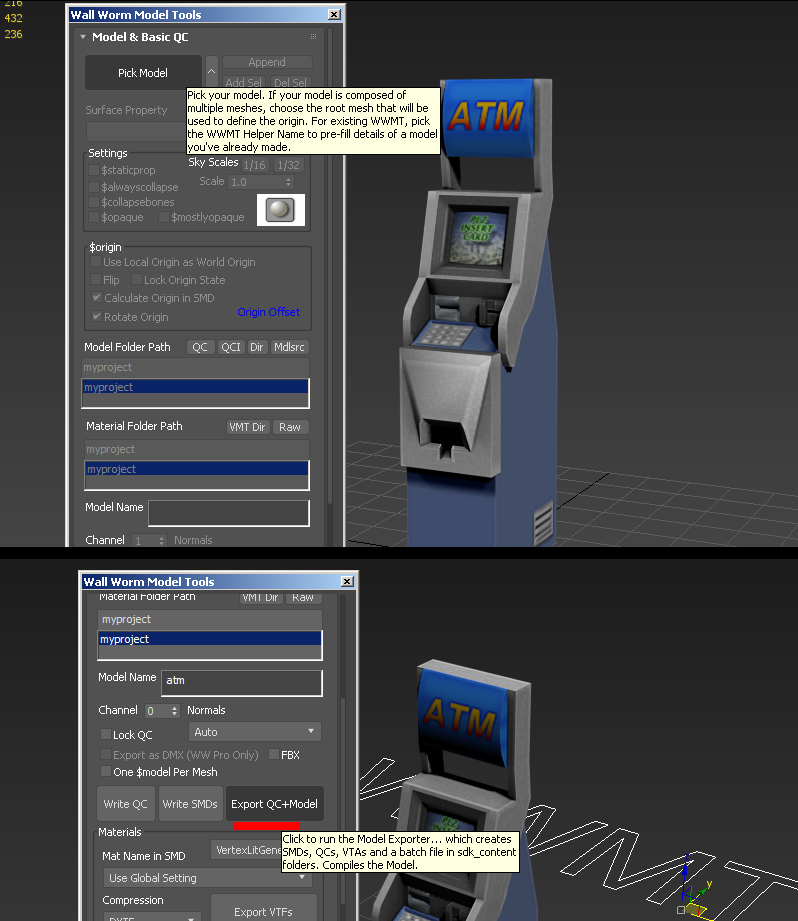 216
432
236
Wall Worm Model Tools
Model & Basic QC
Pick Model
Append
Add Sel Del Sel
Pick your model. If your model is composed of
multiple meshes, choose the root mesh that will be
used to define the origin. For existing WWMT, pick
the WWMT Helper Name to pre-fill details of a model
you've already made.
Surface Property
Settings
Sky Scales 1/16 1/32
$staticprop
Scale 1.0
$alwayscollapse
$collapsebones
$opaque $mostlyopaque
$origin
Use Local Origin as World Origin
Flip Lock Origin State
Calculate Origin in SMD
Rotate Origin Origin Offset
Model Folder Path QC QCI Dir Mdlsrc
myproject
myproject
Material Folder Path VMT Dir Raw
myproject
myproject
Model Name
Channel 1 Normals
ATM
PLZ
INSERT
CARD
Wall Worm Model Tools
Material Folder Path VMT Dir Raw
myproject
myproject
Model Name atm
Channel 0 Normals
Lock QC Auto
Export as DMX (WW Pro Only) FBX
One $model Per Mesh
Write QC Write SMDs Export QC+Model
Materials
Mat Name in SMD VertexLitGene
Click to run the Model Exporter... which creates
SMDs, QCs, VTAs and a batch file in sdk_content
folders. Compiles the Model.
Use Global Setting
Compression
DXT5
Export VTFs
ATM
WWMT
y